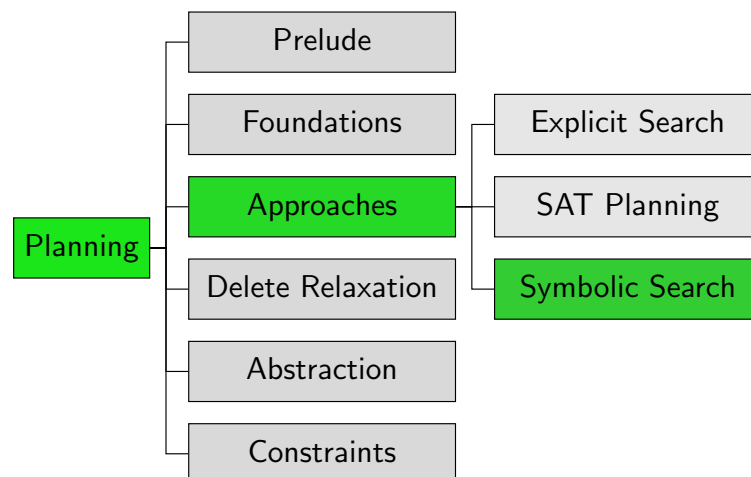 Planning
Prelude
Foundations
Approaches
Delete Relaxation
Abstraction
Constraints
Explicit Search
SAT Planning
Symbolic Search